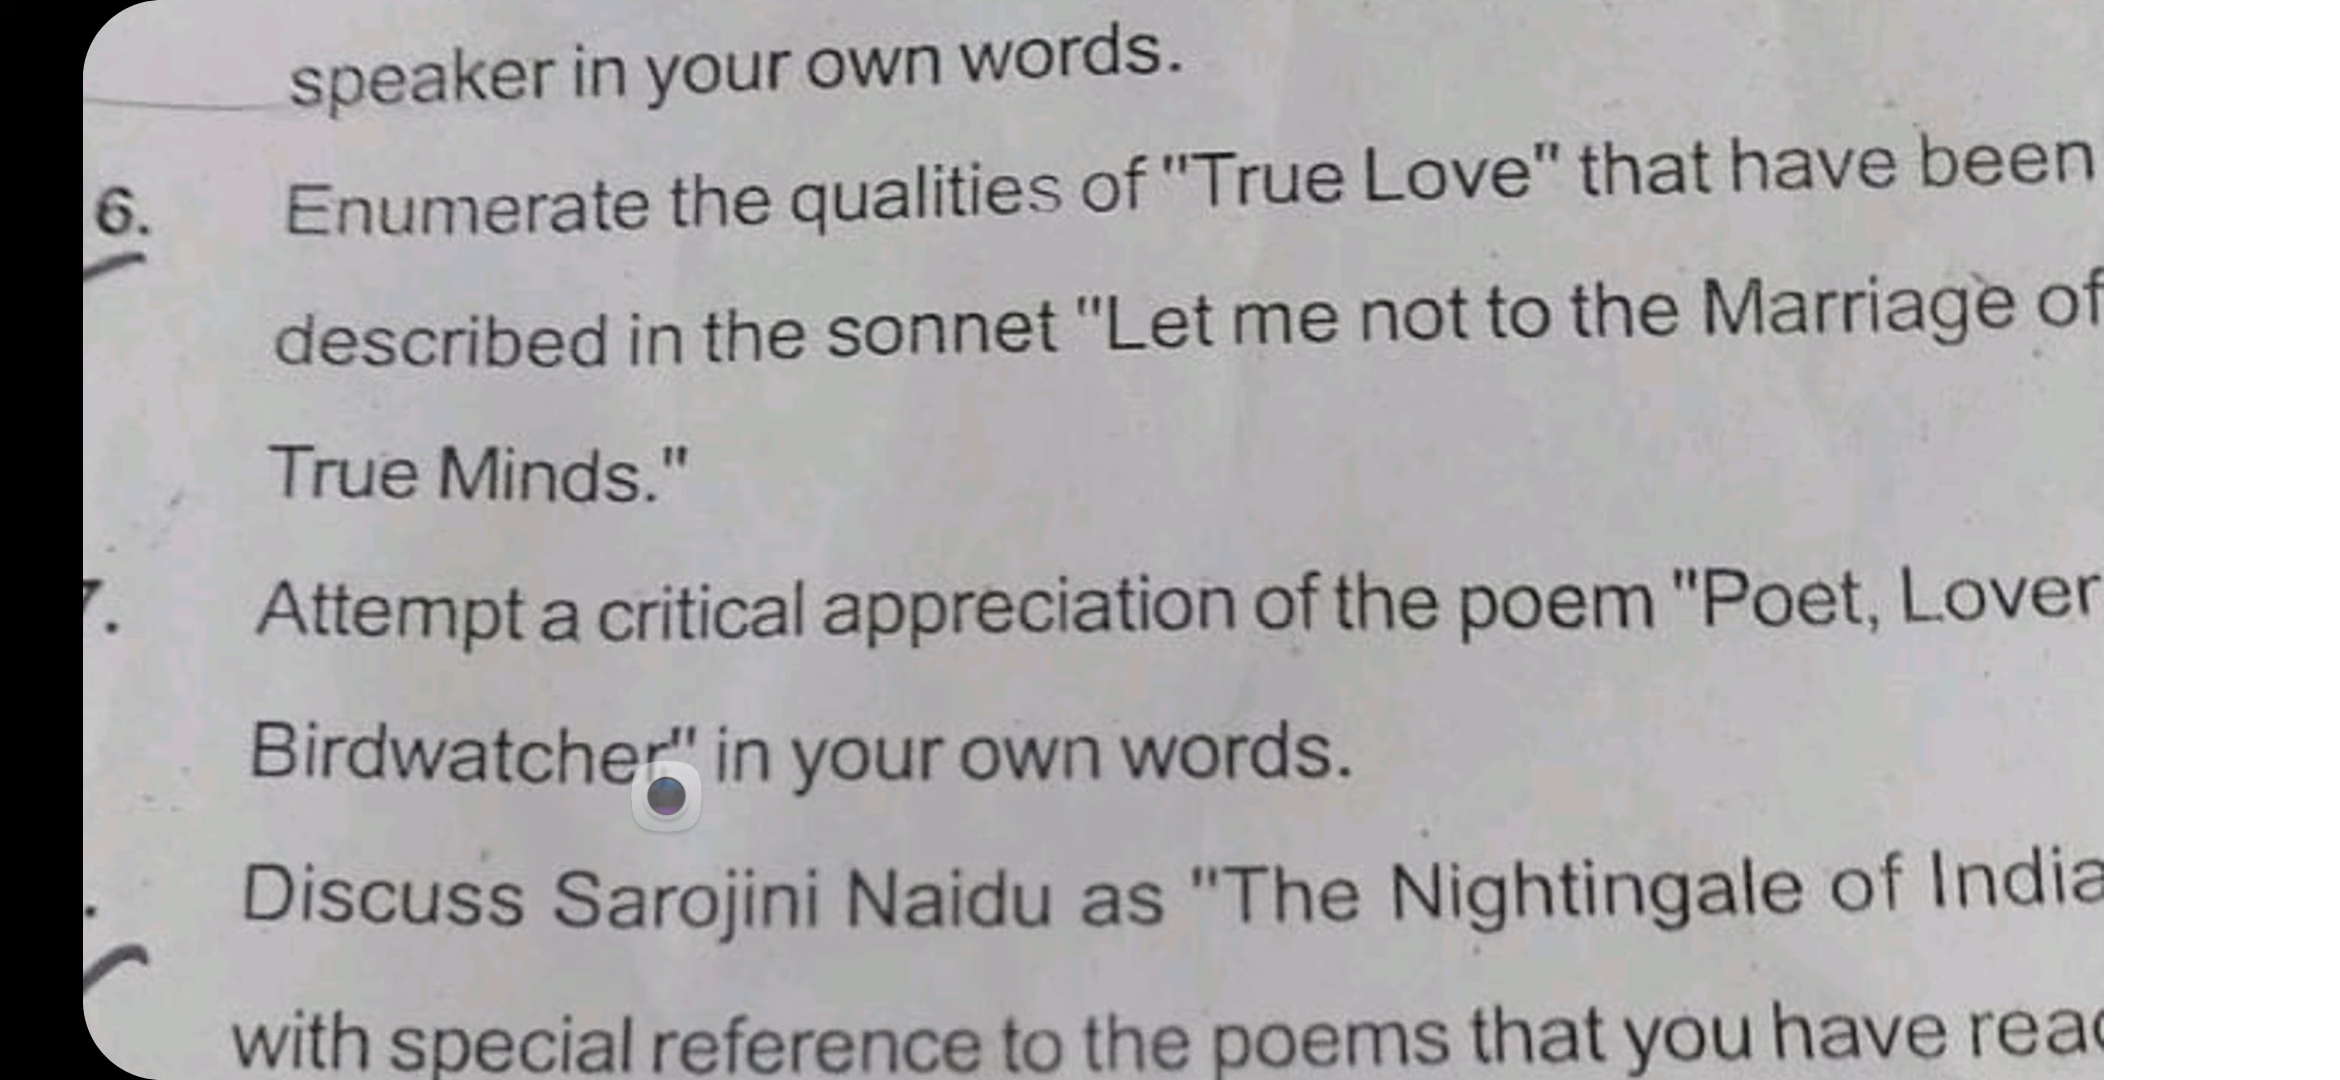 speaker in your own words.
6. Enumerate the qualities of "True Love" that have been
described in the sonnet "Let me not to the Marriage of
True Minds."
7. Attempt a critical appreciation of the poem "Poet, Lover
Birdwatcher" in your own words.
. Discuss Sarojini Naidu as "The Nightingale of India
with special reference to the poems that you have